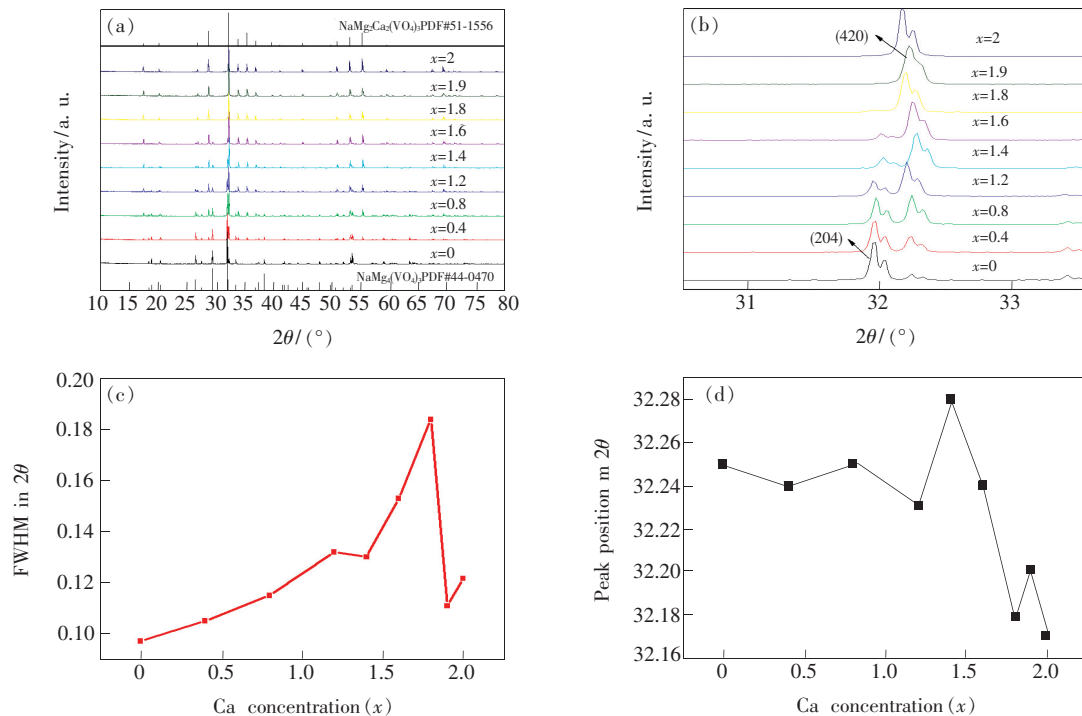 (a)
NaMg₂Ca₂(VO₄)₃PDF#51-1556
x=2
x=1.9
x=1.8
x=1.6
x=1.4
x=1.2
x=0.8
x=0.4
x=0
NaMg₄(VO₄)₃PDF#44-0470
Intensity/a. u.
10 15 20 25 30 35 40 45 50 55 60 65 70 75 80
2θ/(°)
(b)
(420)
x=2
x=1.9
x=1.8
x=1.6
x=1.4
x=1.2
x=0.8
x=0.4
(204)
x=0
Intensity/a. u.
31 32 33
2θ/(°)
(c)
0.20
0.18
0.16
0.14
0.12
0.10
FWHM in 2θ
0 0.5 1.0 1.5 2.0
Ca concentration(x)
(d)
32.28
32.26
32.24
32.22
32.20
32.18
32.16
Peak position m 2θ
0 0.5 1.0 1.5 2.0
Ca concentration(x)